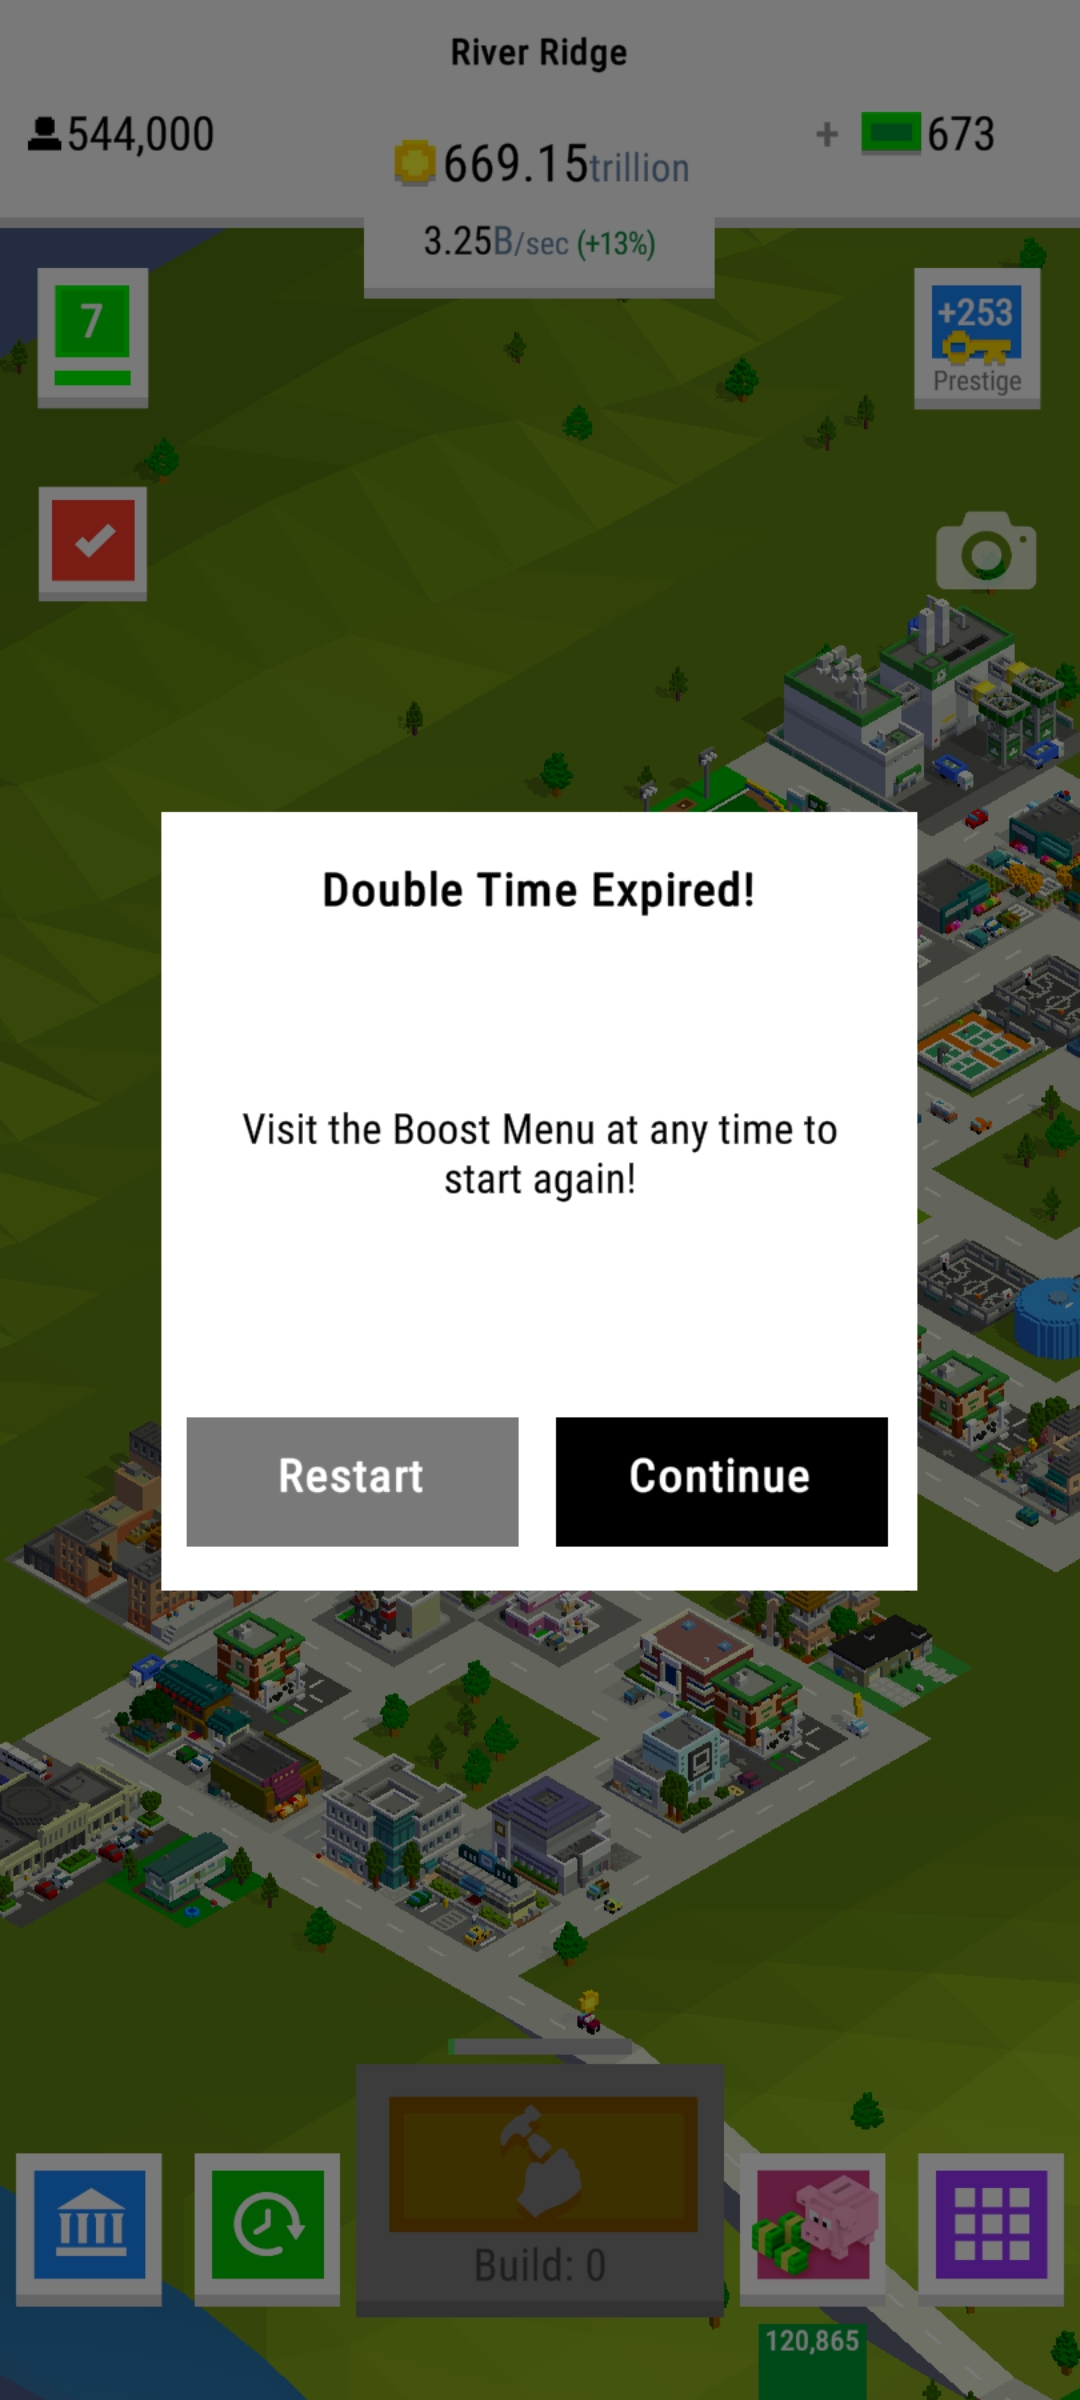 River Ridge
544,000
669.15trillion
+ 673
3.25B/sec (+13%)
7
+253
Prestige
Double Time Expired!
Visit the Boost Menu at any time to
start again!
Restart
Continue
Build: 0
120,865